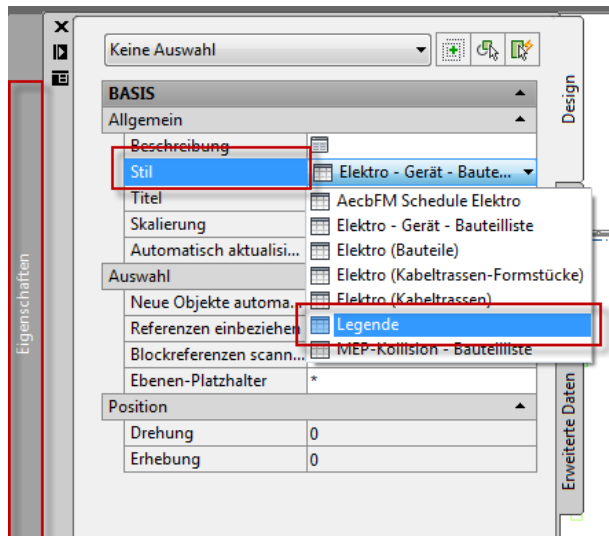 Keine Auswahl
BASIS
Allgemein
Beschreibung
Stil Elektro - Gerät - Baute...
Titel
AecbFM Schedule Elektro
Skalierung
Elektro - Gerät - Bauteilliste
Automatisch aktualisi...
Elektro (Bauteile)
Auswahl
Elektro (Kabeltrassen-Formstücke)
Neue Objekte automa...
Elektro (Kabeltrassen)
Referenzen einbeziehen
Legende
Blockreferenzen scann...
MEP-Kollision - Bauteilliste
Ebenen-Platzhalter *
Position
Drehung 0
Erhebung 0
Eigenschaften
Design
Erweiterte Daten